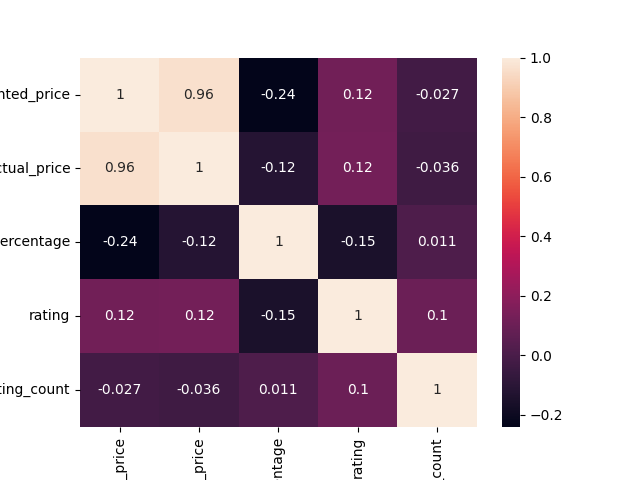 nted_price 1 0.96 -0.24 0.12 -0.027
ctual_price 0.96 1 -0.12 0.12 -0.036
ercentage -0.24 -0.12 1 -0.15 0.011
rating 0.12 0.12 -0.15 1 0.1
ting_count -0.027 -0.036 0.011 0.1 1
_price _price ntage rating _count
1.0
0.8
0.6
0.4
0.2
0.0
−0.2